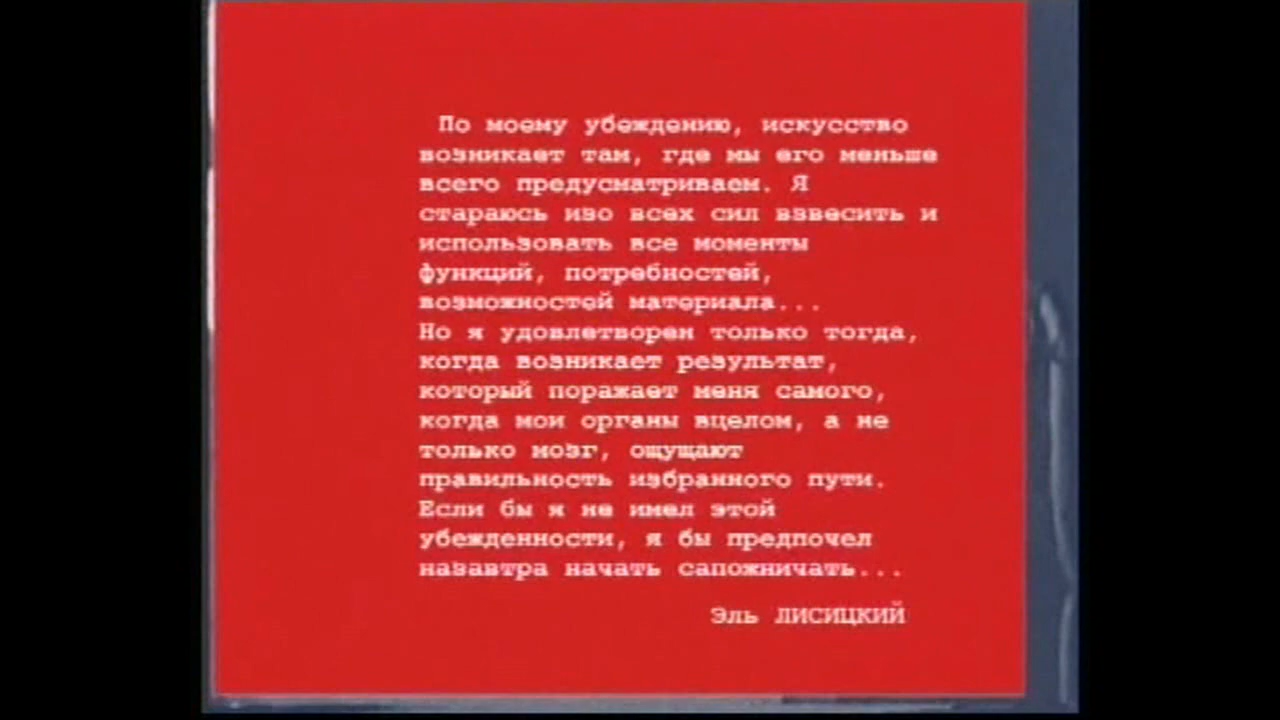 По моему убеждению, искусство
возникает там, где мы его меньше
всего предусматриваем. Я
стараюсь изо всех сил взвесить и
использовать все моменты
функций, потребностей,
возможностей материала...
Но я удовлетворен только тогда,
когда возникает результат,
который поражает меня самого,
когда мои органы вцелом, а не
только мозг, ощущают
правильность избранного пути.
Если бы я не имел этой
убежденности, я бы предпочел
назавтра начать сапожничать...
Эль ЛИСИЦКИЙ